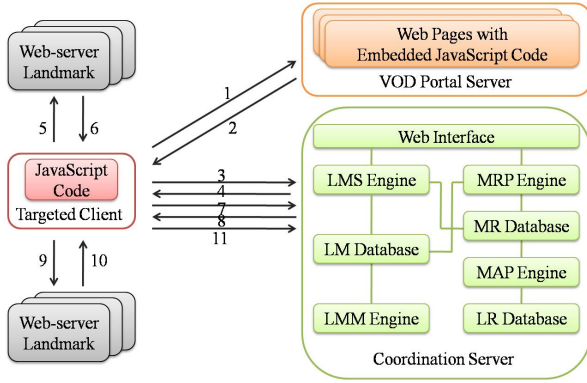 Web-server
Landmark
5
6
JavaScript
Code
Targeted Client
9
10
Web-server
Landmark
1
2
3
4
7
8
11
Web Pages with
Embedded JavaScript Code
VOD Portal Server
Web Interface
LMS Engine
MRP Engine
MR Database
LM Database
MAP Engine
LMM Engine
LR Database
Coordination Server